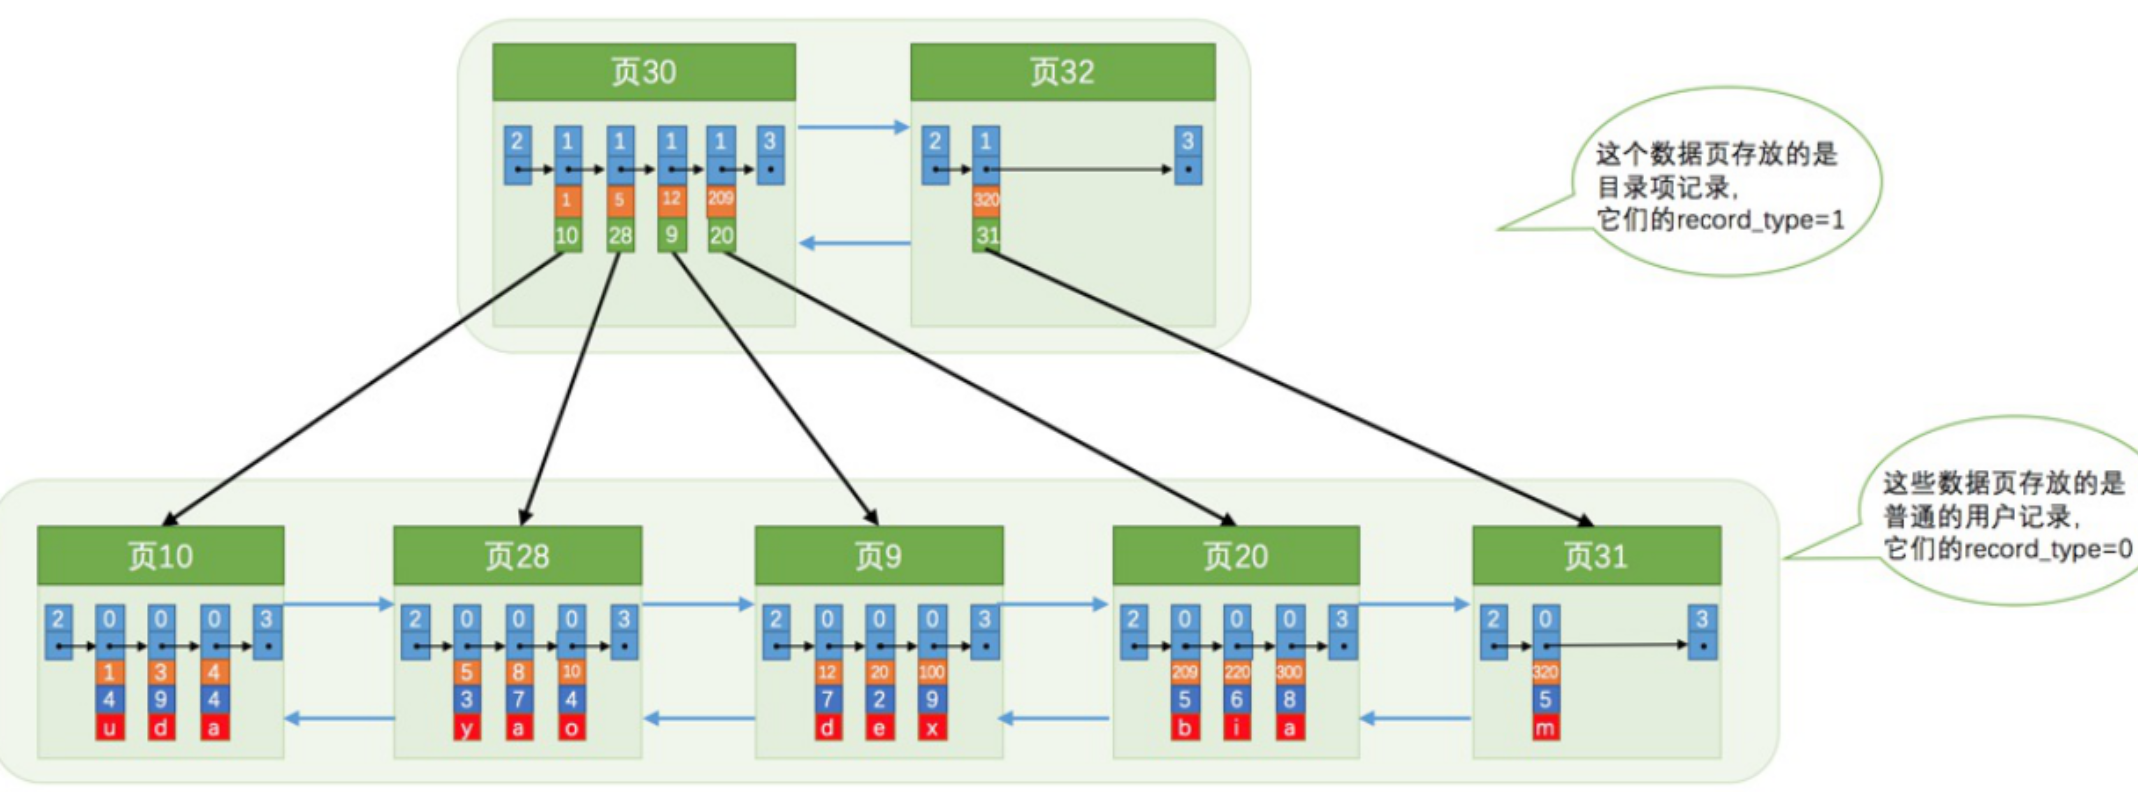 页30
页32
2 1 1 1 1 3
1 5 12 209
10 28 9 20
2 1 3
320
31
这个数据页存放的是
目录项记录,
它们的record_type=1
这些数据页存放的是
普通的用户记录,
它们的record_type=0
页10
2 0 0 0 3
1 3 4
4 9 4
u d a
页28
2 0 0 0 3
5 8 10
3 7 4
y a o
页9
2 0 0 0 3
12 20 100
7 2 9
d e x
页20
2 0 0 0 3
209 220 300
5 6 8
b i a
页31
2 0 3
320
5
m